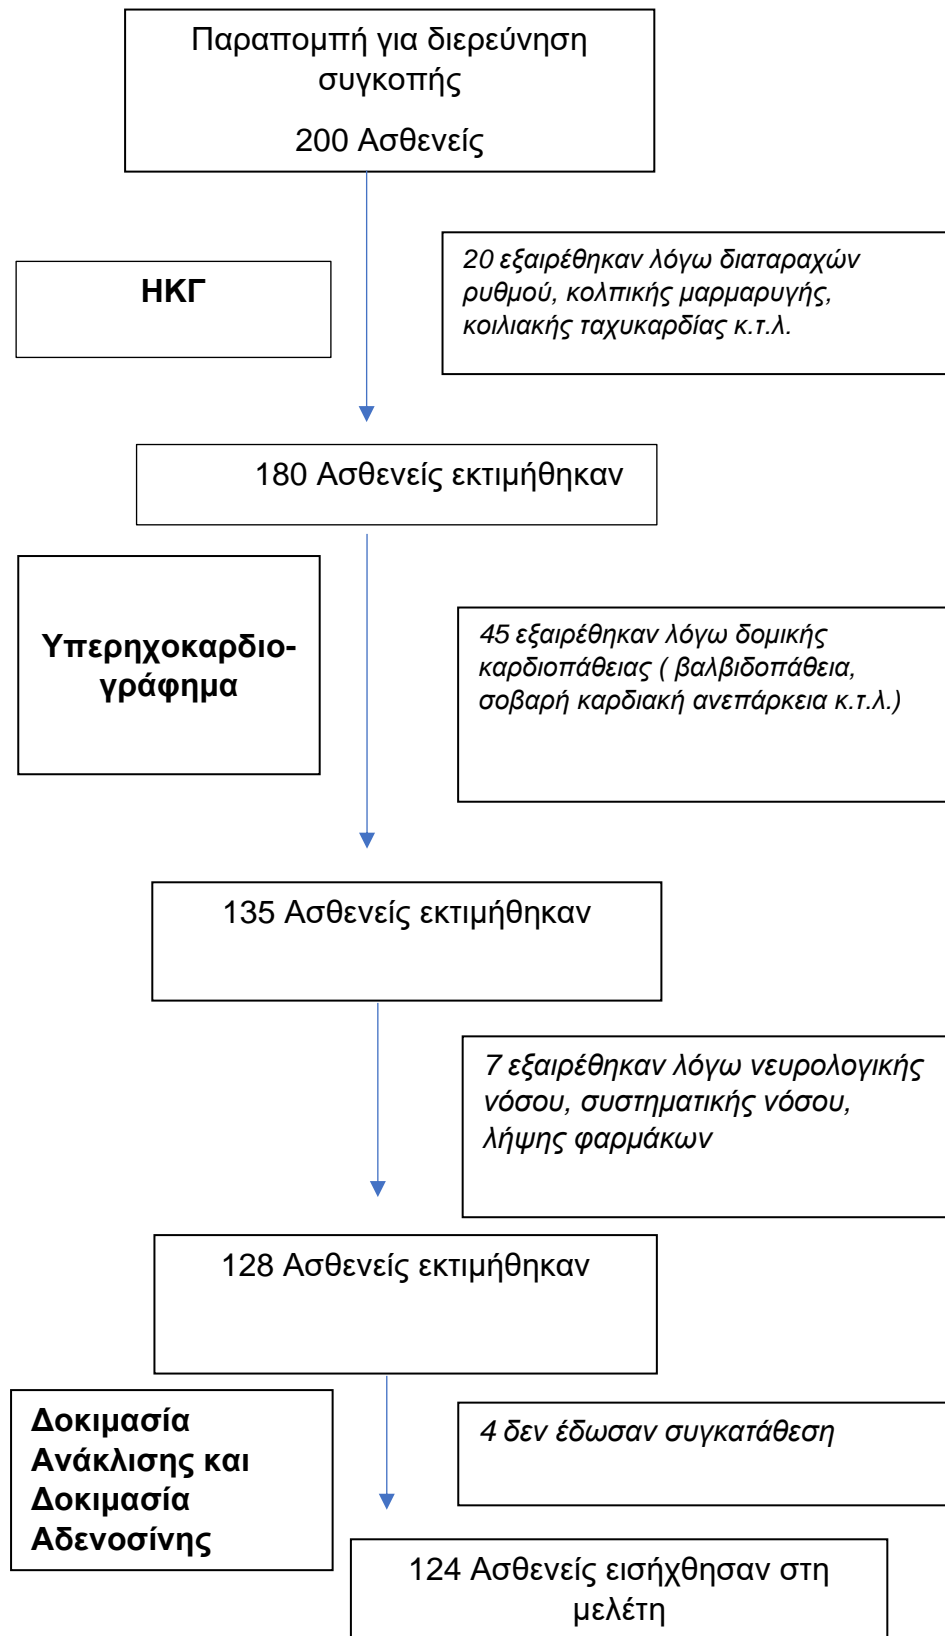 Παραπομπή για διερεύνηση
συγκοπής
200 Ασθενείς
20 εξαιρέθηκαν λόγω διαταραχών
ρυθμού, κολπικής μαρμαρυγής,
κοιλιακής ταχυκαρδίας κ.τ.λ.
ΗΚΓ
180 Ασθενείς εκτιμήθηκαν
Υπερηχοκαρδιο-
γράφημα
45 εξαιρέθηκαν λόγω δομικής
καρδιοπάθειας ( βαλβιδοπάθεια,
σοβαρή καρδιακή ανεπάρκεια κ.τ.λ.)
135 Ασθενείς εκτιμήθηκαν
7 εξαιρέθηκαν λόγω νευρολογικής
νόσου, συστηματικής νόσου,
λήψης φαρμάκων
128 Ασθενείς εκτιμήθηκαν
Δοκιμασία
Ανάκλισης και
Δοκιμασία
Αδενοσίνης
4 δεν έδωσαν συγκατάθεση
124 Ασθενείς εισήχθησαν στη
μελέτη